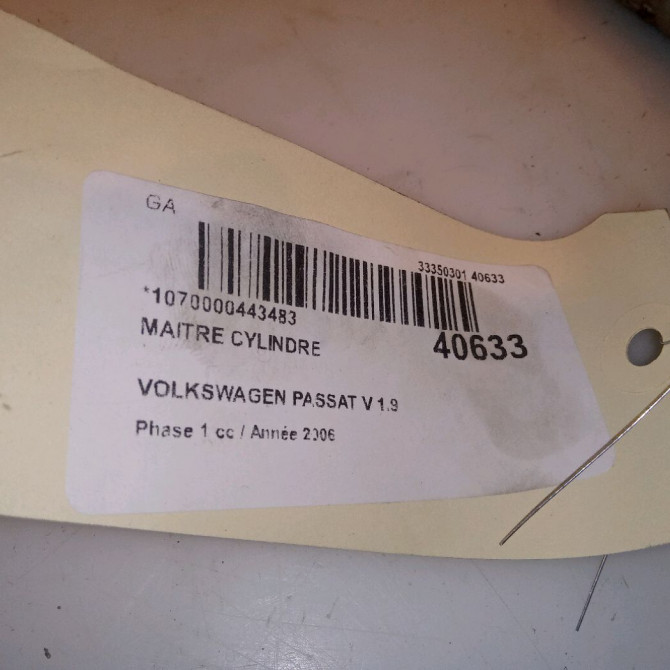 GA
33350301 40633
*1070000443483
MAITRE CYLINDRE
40633
VOLKSWAGEN PASSAT V 1.9
Phase 1 cc / Année 2006